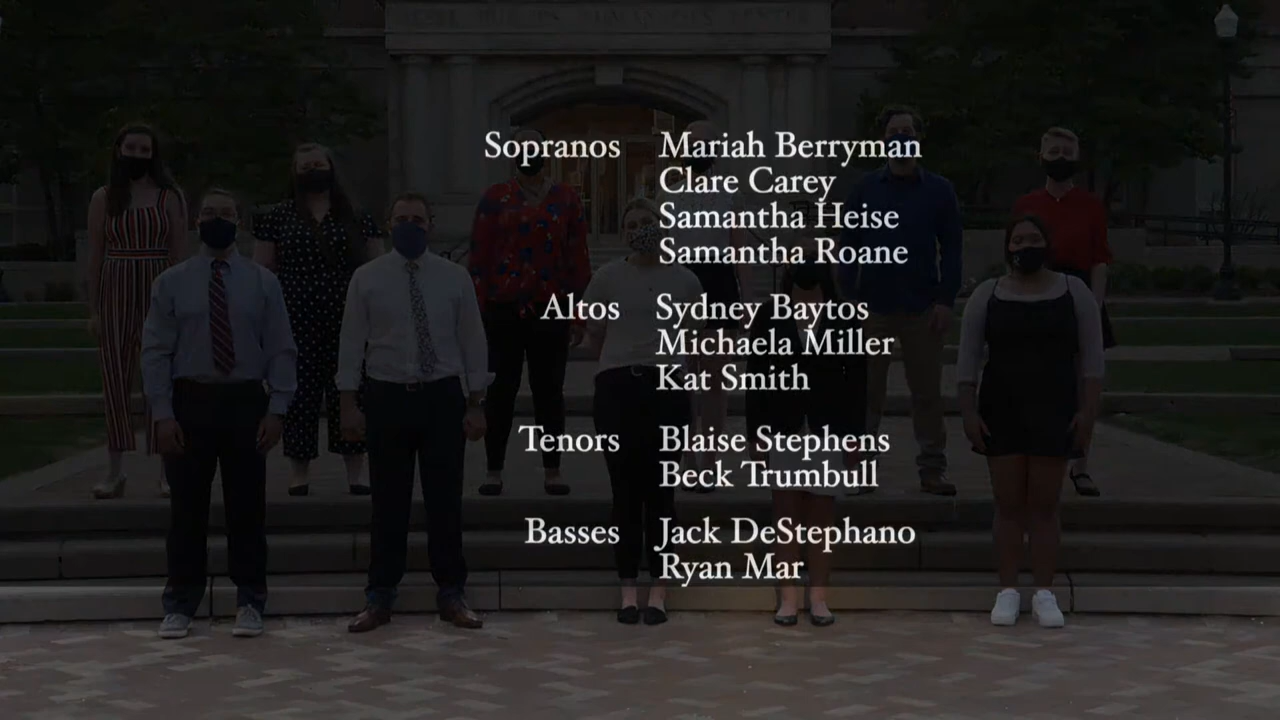 Sopranos Mariah Berryman
Clare Carey
Samantha Heise
Samantha Roane
Altos Sydney Baytos
Michaela Miller
Kat Smith
Tenors Blaise Stephens
Beck Trumbull
Basses Jack DeStephano
Ryan Mar